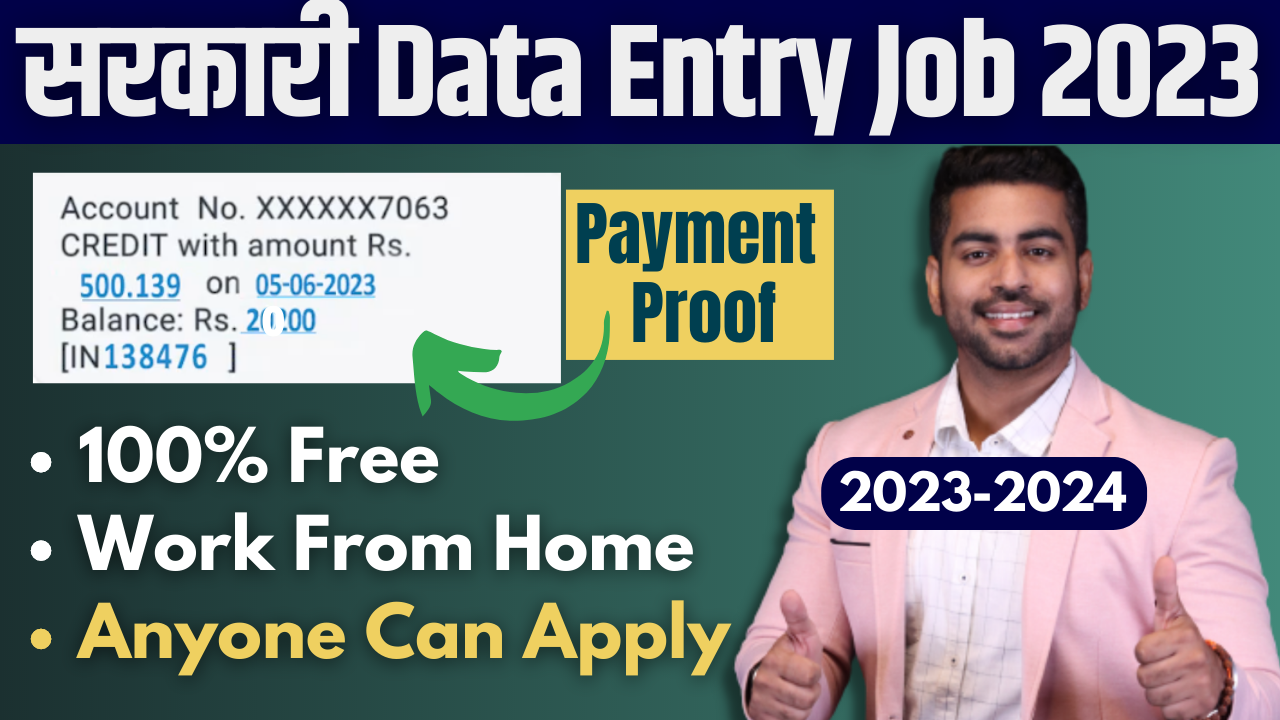 सरकारी Data Entry Job 2023
Account No. XXXXXX7063
CREDIT with amount Rs.
500.139 on 05-06-2023
Balance: Rs.
[IN138476 ]
Payment
Proof
• 100% Free
• Work From Home
• Anyone Can Apply
2023-2024